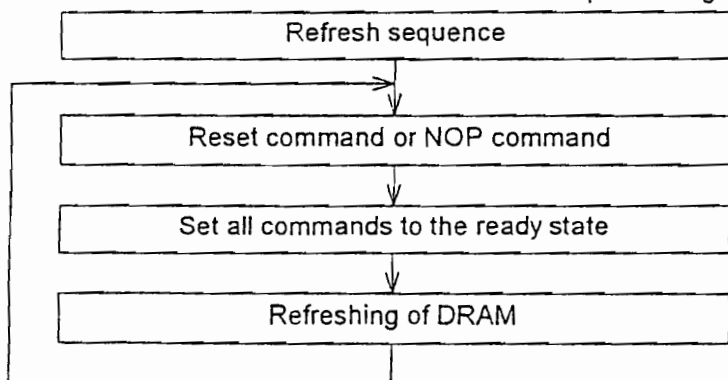 Refresh sequence
Reset command or NOP command
Set all commands to the ready state
Refreshing of DRAM